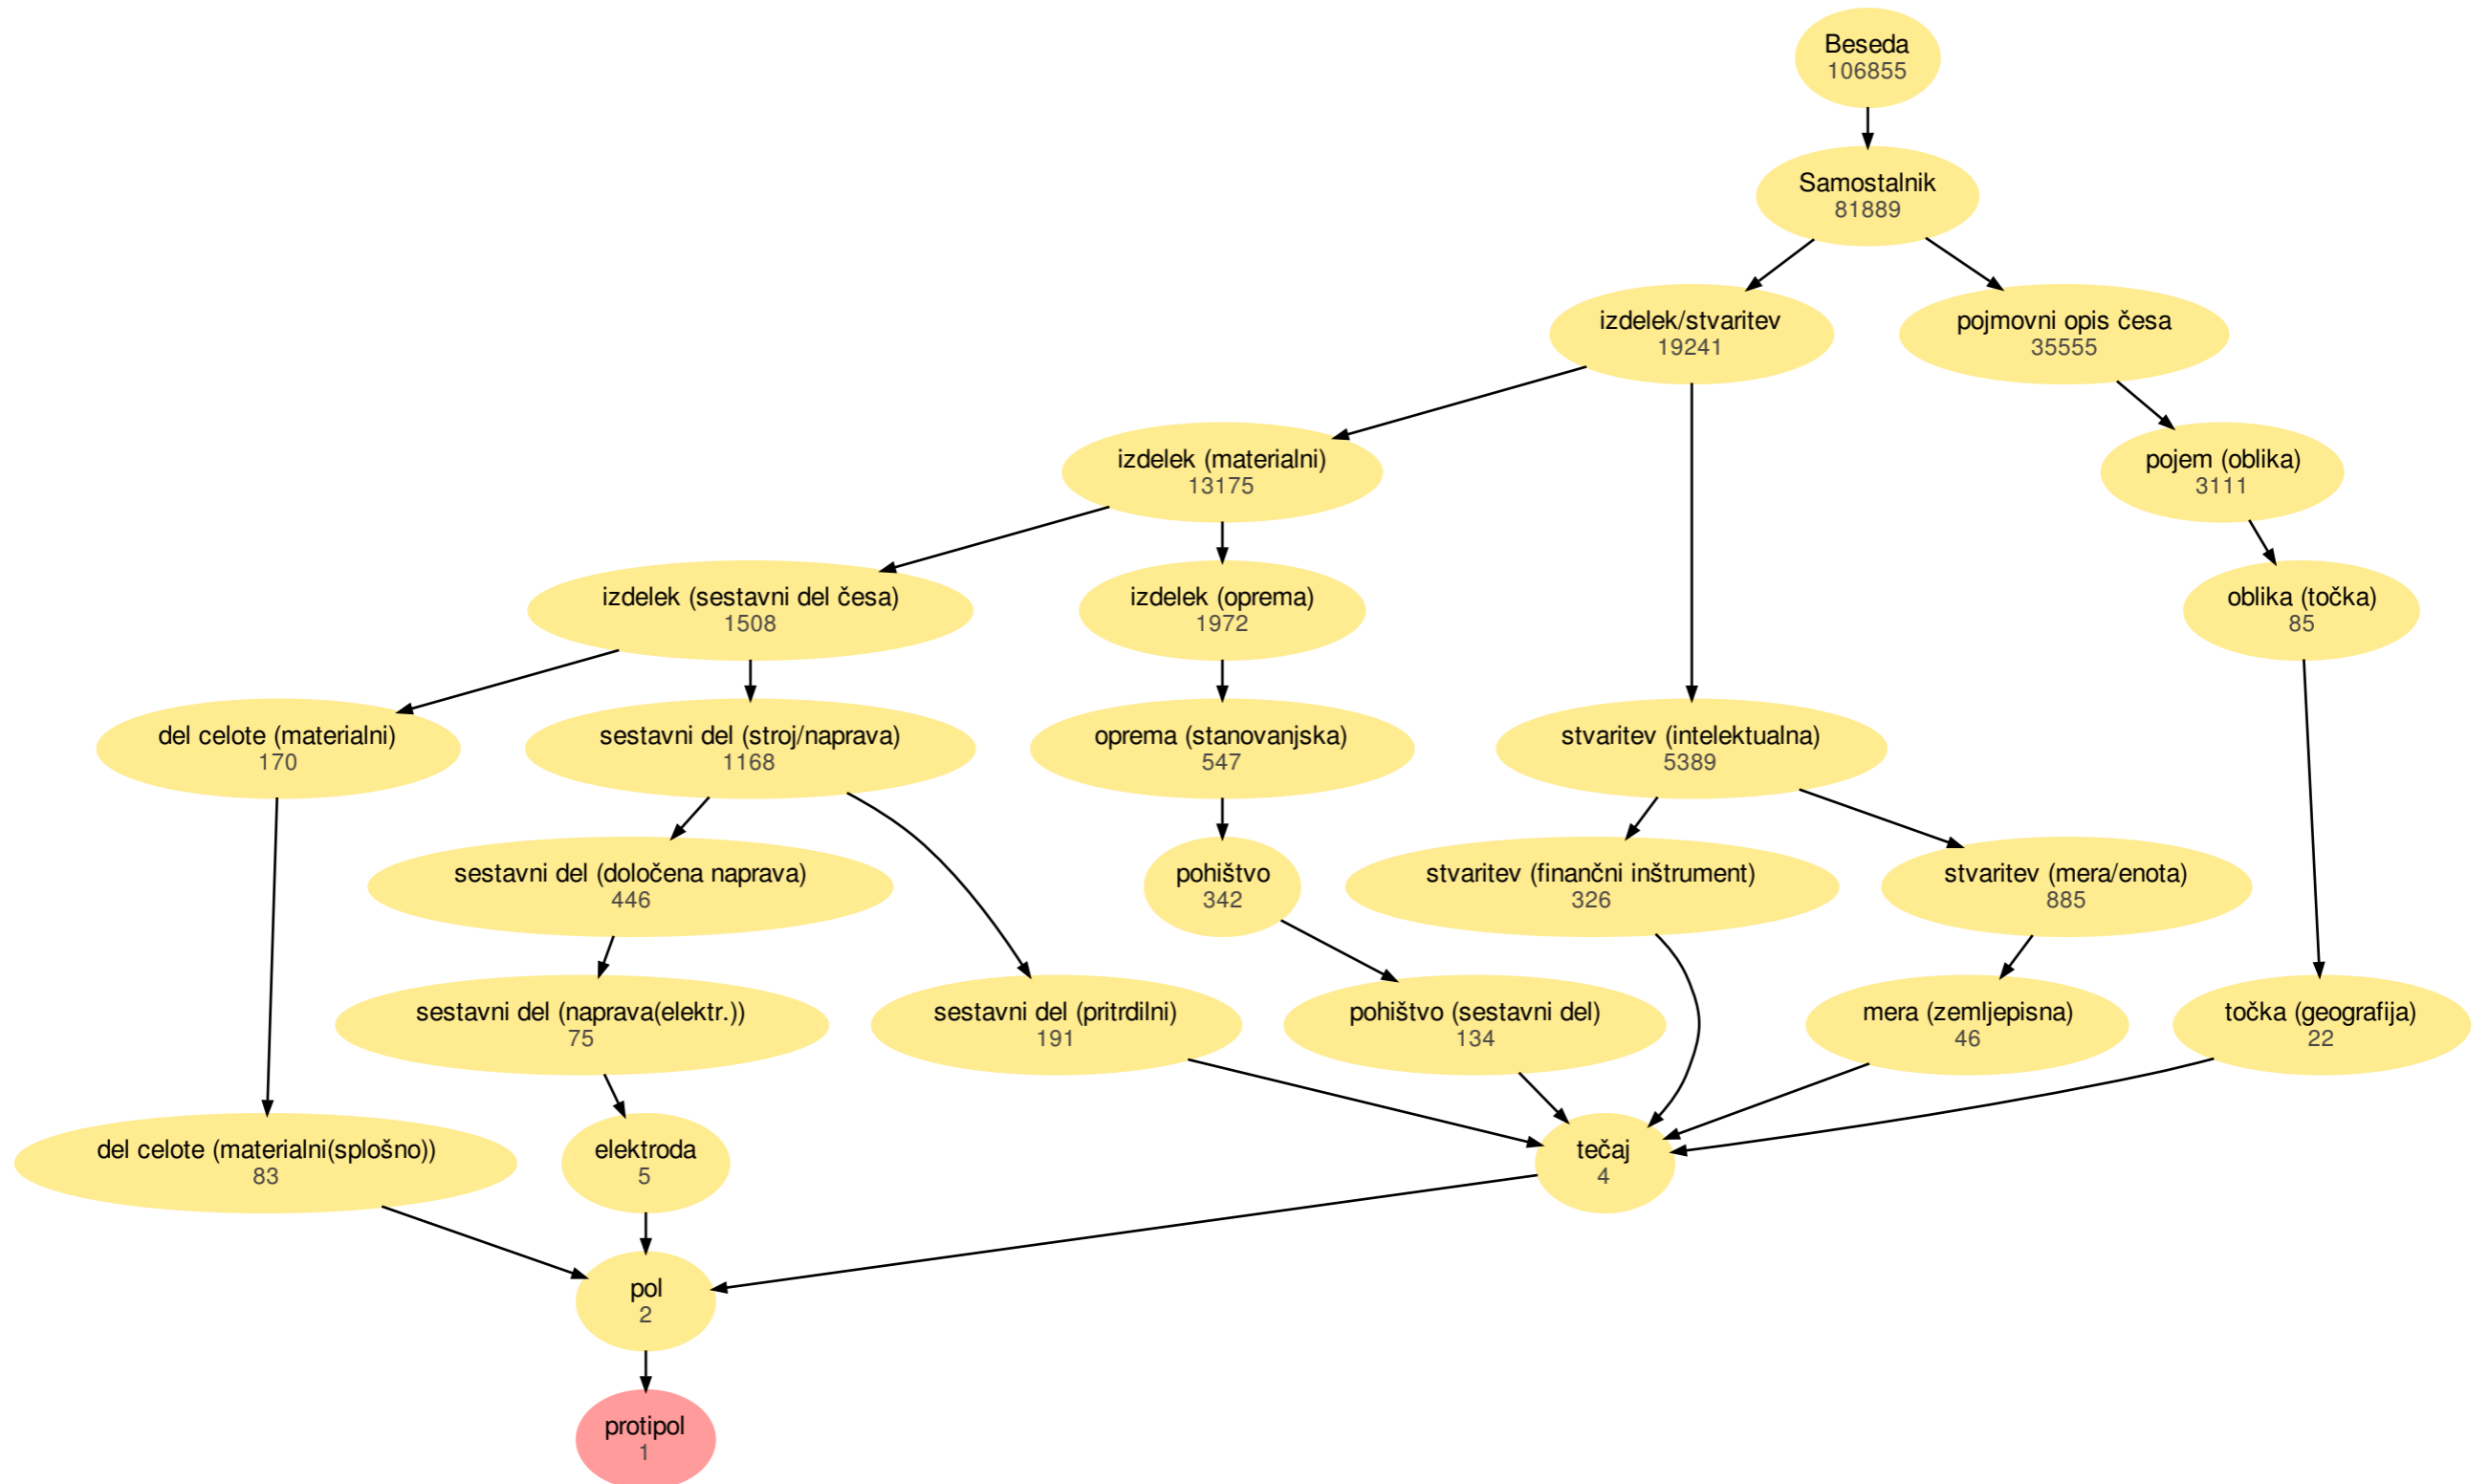 Beseda
106855
Samostalnik
81889
izdelek/stvaritev
19241
pojmovni opis česa
35555
izdelek (materialni)
13175
pojem (oblika)
3111
izdelek (sestavni del česa)
1508
izdelek (oprema)
1972
oblika (točka)
85
del celote (materialni)
170
sestavni del (stroj/naprava)
1168
oprema (stanovanjska)
547
stvaritev (intelektualna)
5389
sestavni del (določena naprava)
446
pohištvo
342
stvaritev (finančni inštrument)
326
stvaritev (mera/enota)
885
sestavni del (naprava(elektr.))
75
sestavni del (pritrdilni)
191
pohištvo (sestavni del)
134
mera (zemljepisna)
46
točka (geografija)
22
del celote (materialni(splošno))
83
elektroda
5
tečaj
4
pol
2
protipol
1